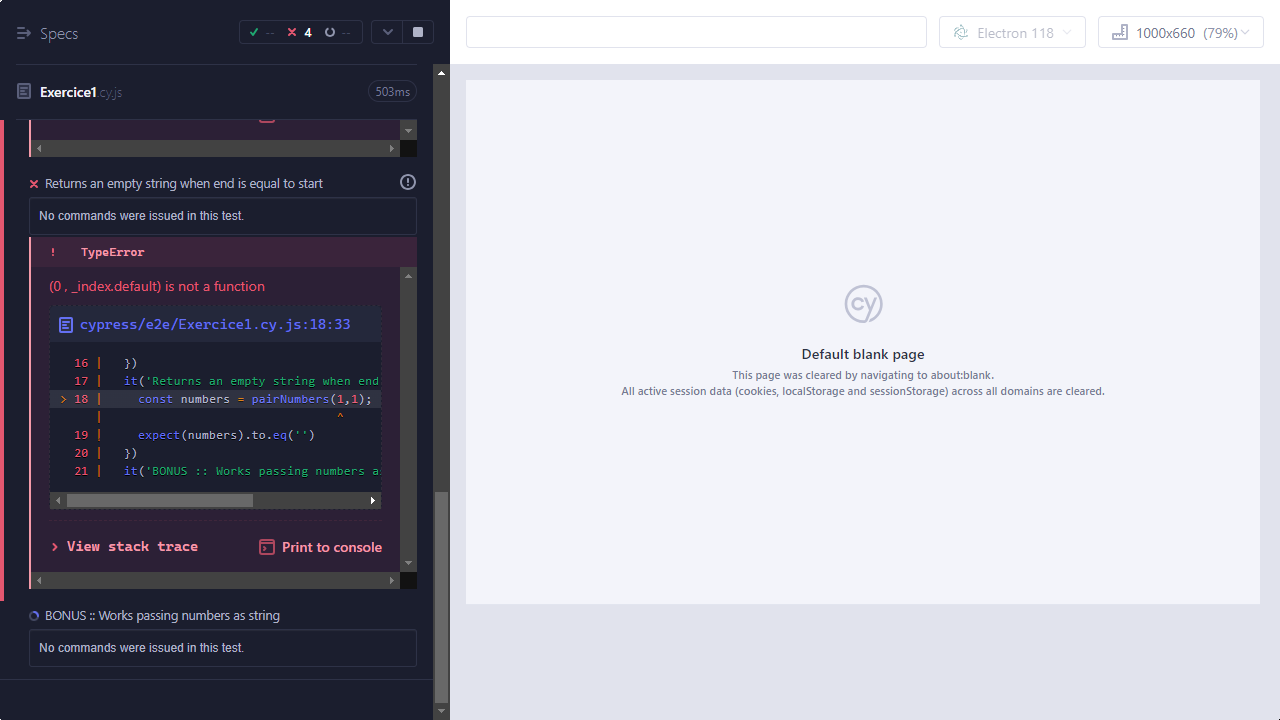 Specs
-- 4 --
Electron 118
1000x660 (79%)
Exercice1.cy.js
503ms
Returns an empty string when end is equal to start
No commands were issued in this test.
! TypeError
(0 , _index.default) is not a function
cypress/e2e/Exercice1.cy.js:18:33
16 | })
17 | it('Returns an empty string when end
> 18 | const numbers = pairNumbers(1,1);
| ^
19 | expect(numbers).to.eq('')
20 | })
21 | it('BONUS :: Works passing numbers a
> View stack trace
Print to console
BONUS :: Works passing numbers as string
No commands were issued in this test.
cy
Default blank page
This page was cleared by navigating to about:blank.
All active session data (cookies, localStorage and sessionStorage) across all domains are cleared.